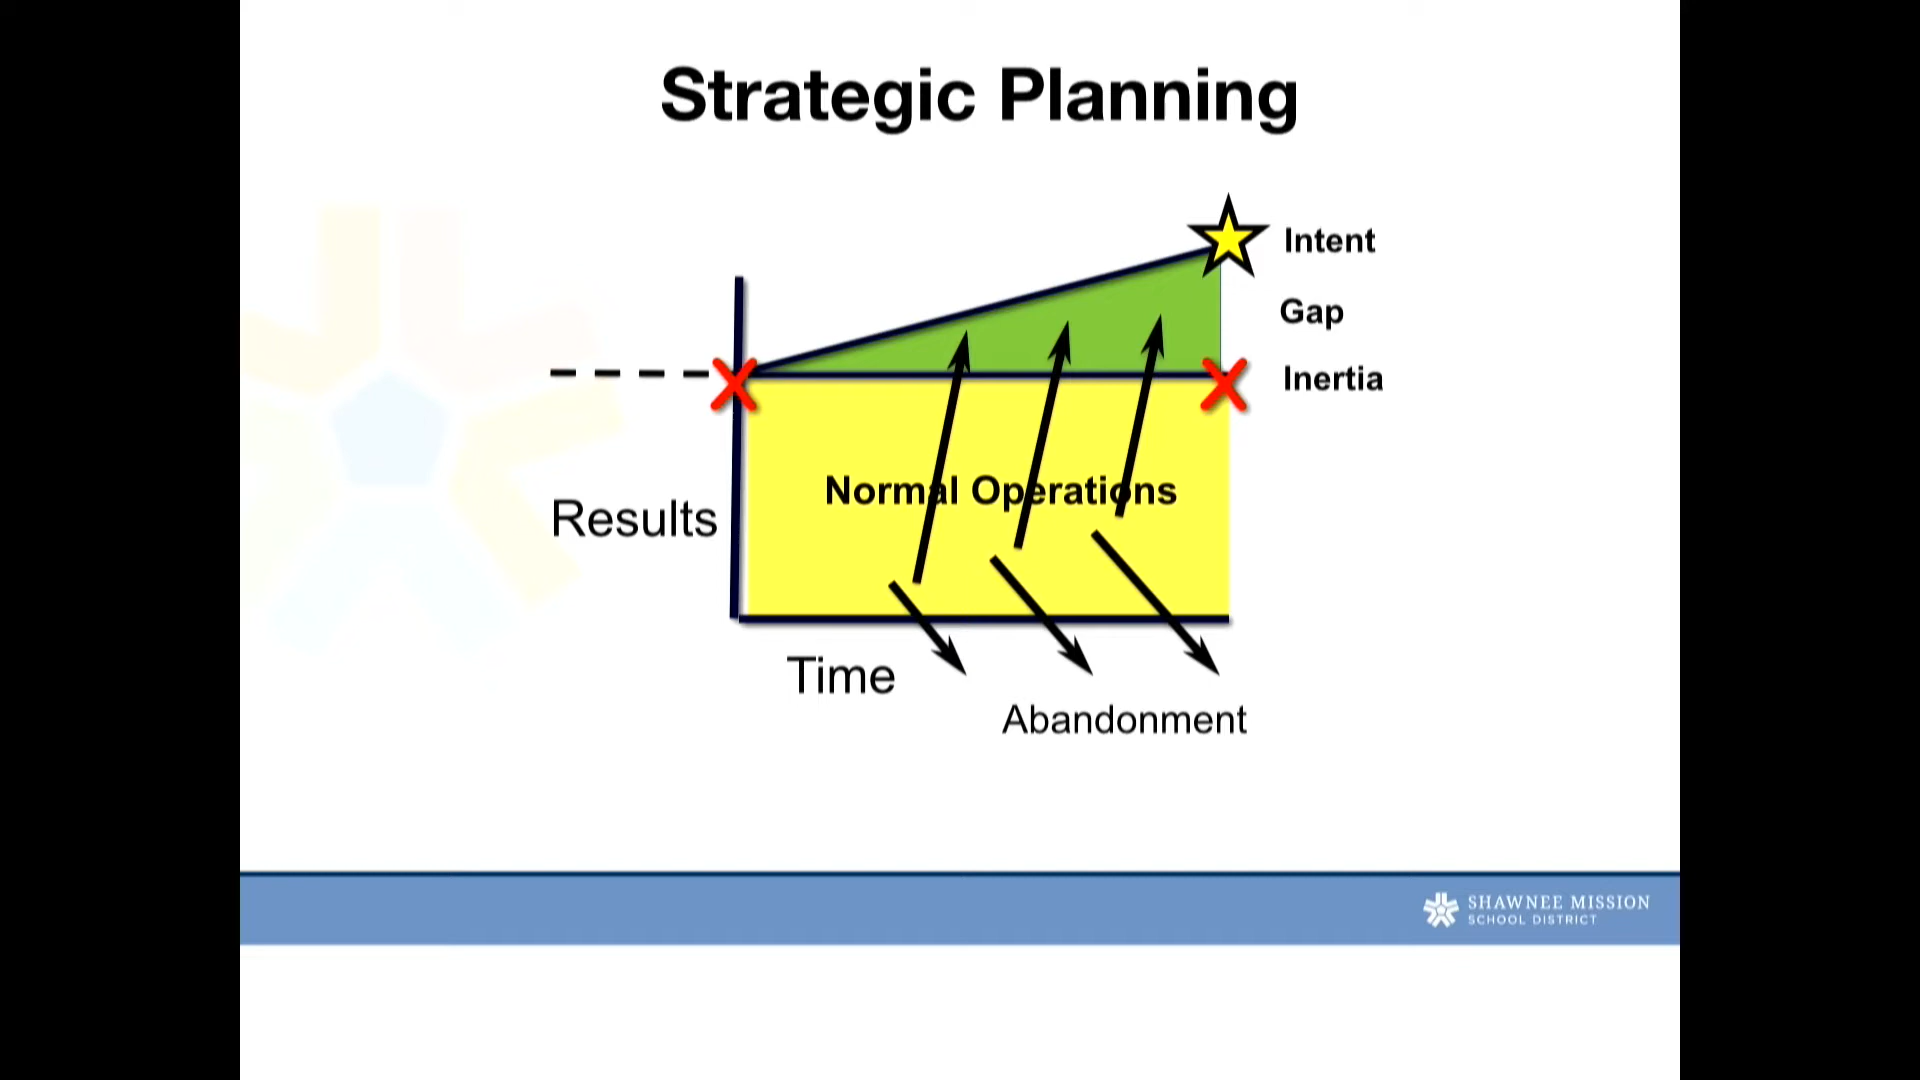 Strategic Planning
Intent
Gap
Inertia
Normal Operations
Results
Time
Abandonment
SHAWNEE MISSION
SCHOOL DISTRICT